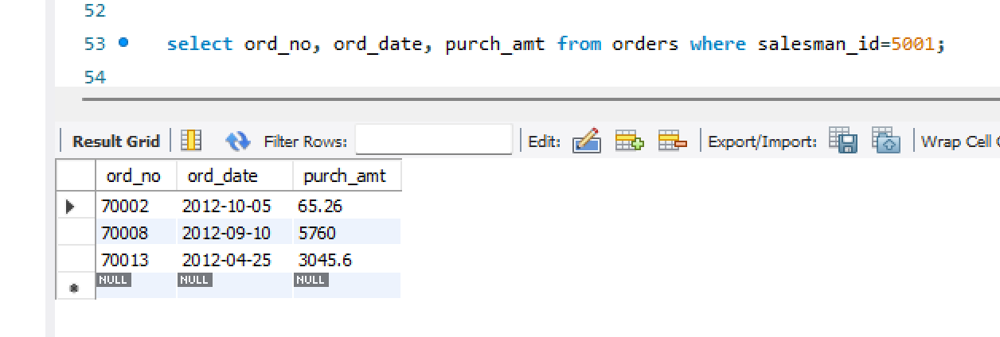 52
53 select ord_no, ord_date, purch_amt from orders where salesman_id=5001;
54
Result Grid Filter Rows: Edit: Export/Import: Wrap Cell
ord_no ord_date purch_amt
70002 2012-10-05 65.26
70008 2012-09-10 5760
70013 2012-04-25 3045.6
NULL NULL NULL